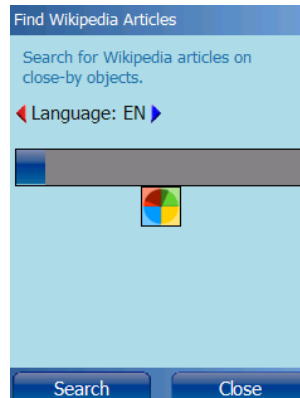 Find Wikipedia Articles
Search for Wikipedia articles on
close-by objects.
Language: EN
Search
Close